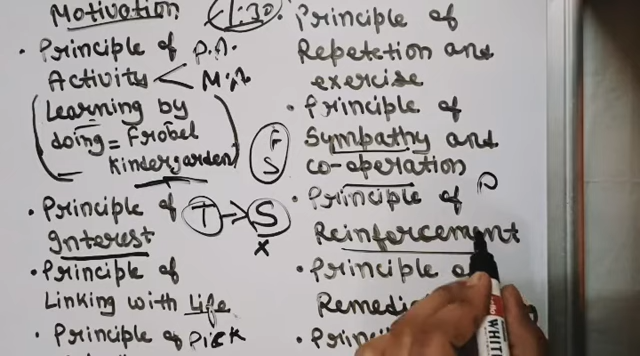 Motivation
• Principle of P.A.
Activity < M.A.
(Learning by
doing = Frobel
Kindergarden)
• Principle of
Interest
T -> S
x
• Principle of
Linking with Life
• Principle of
1:30
Principle of
Repetetion and
exercise
• Principle of
Sympathy and
co-operation
F
S
• Principle of P
Reinforcement
• Principle
WHITE